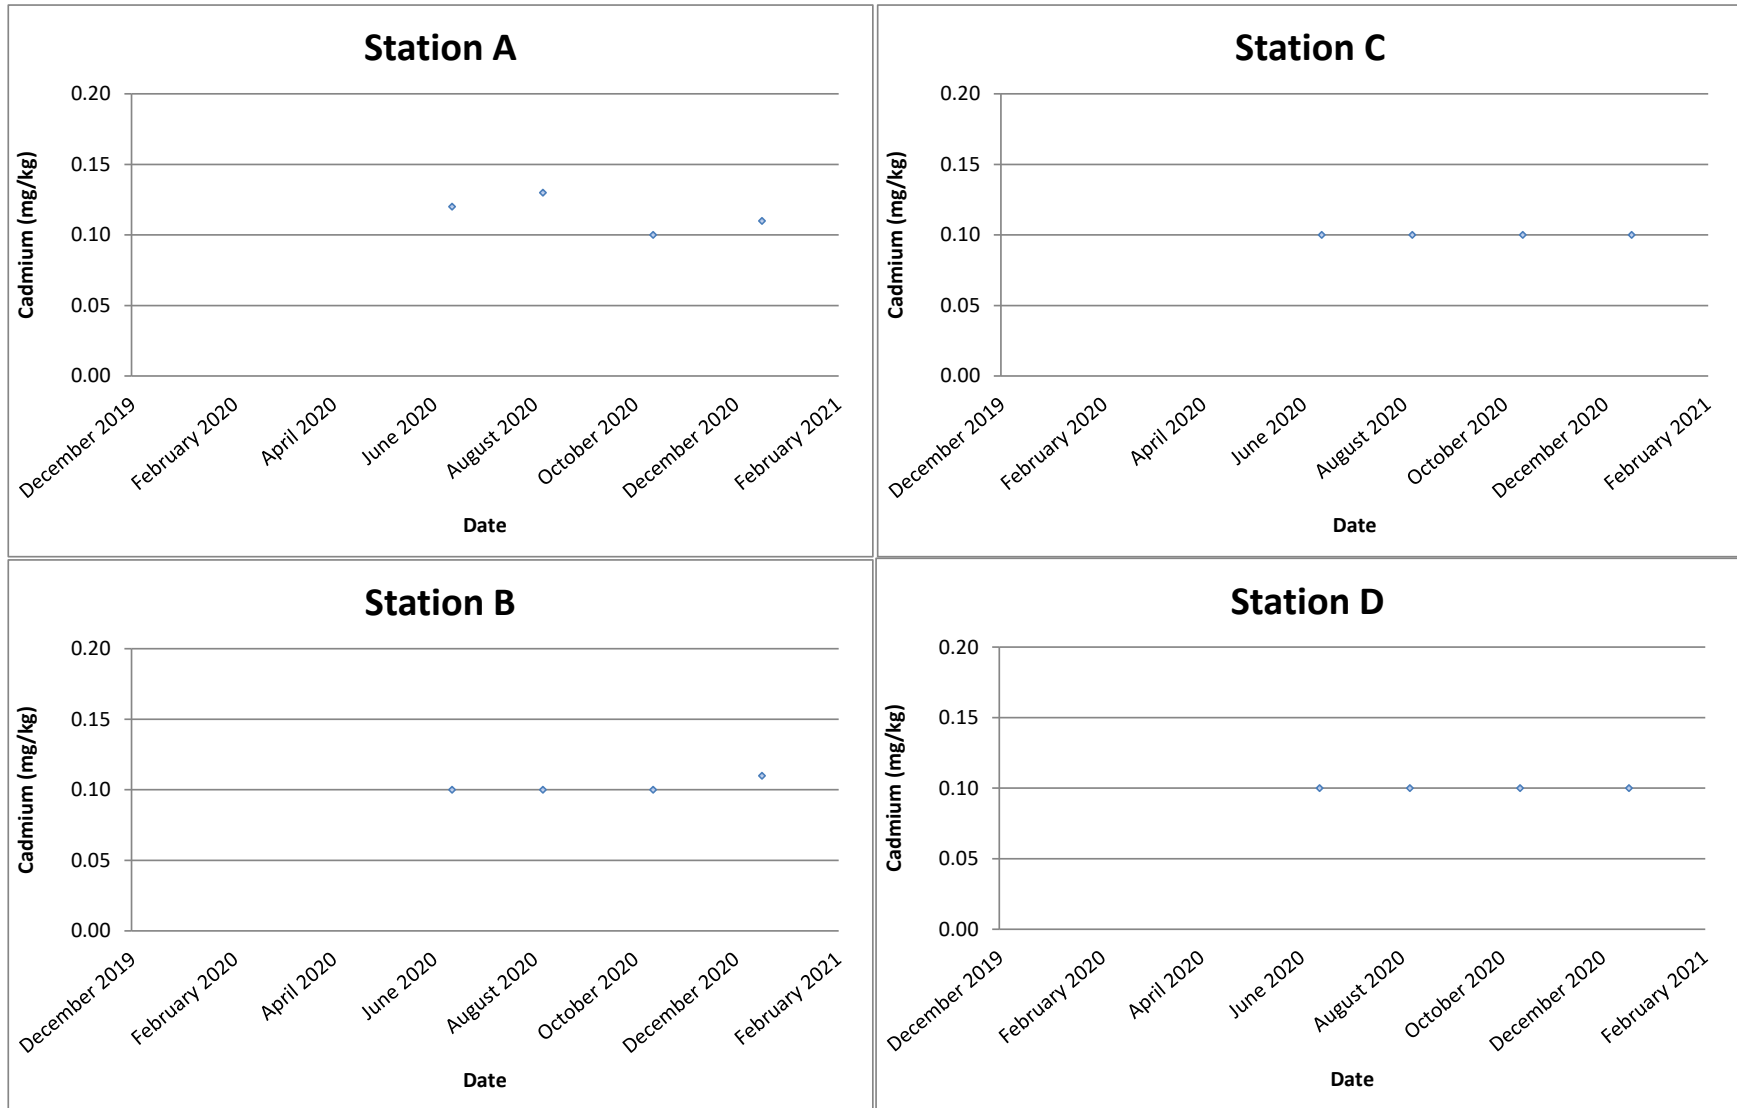 Station A
Cadmium (mg/kg)
0.20
0.15
0.10
0.05
0.00
December 2019
February 2020
April 2020
June 2020
August 2020
October 2020
December 2020
February 2021
Date
Station C
Cadmium (mg/kg)
0.20
0.15
0.10
0.05
0.00
December 2019
February 2020
April 2020
June 2020
August 2020
October 2020
December 2020
February 2021
Date
Station B
Cadmium (mg/kg)
0.20
0.15
0.10
0.05
0.00
December 2019
February 2020
April 2020
June 2020
August 2020
October 2020
December 2020
February 2021
Date
Station D
Cadmium (mg/kg)
0.20
0.15
0.10
0.05
0.00
December 2019
February 2020
April 2020
June 2020
August 2020
October 2020
December 2020
February 2021
Date